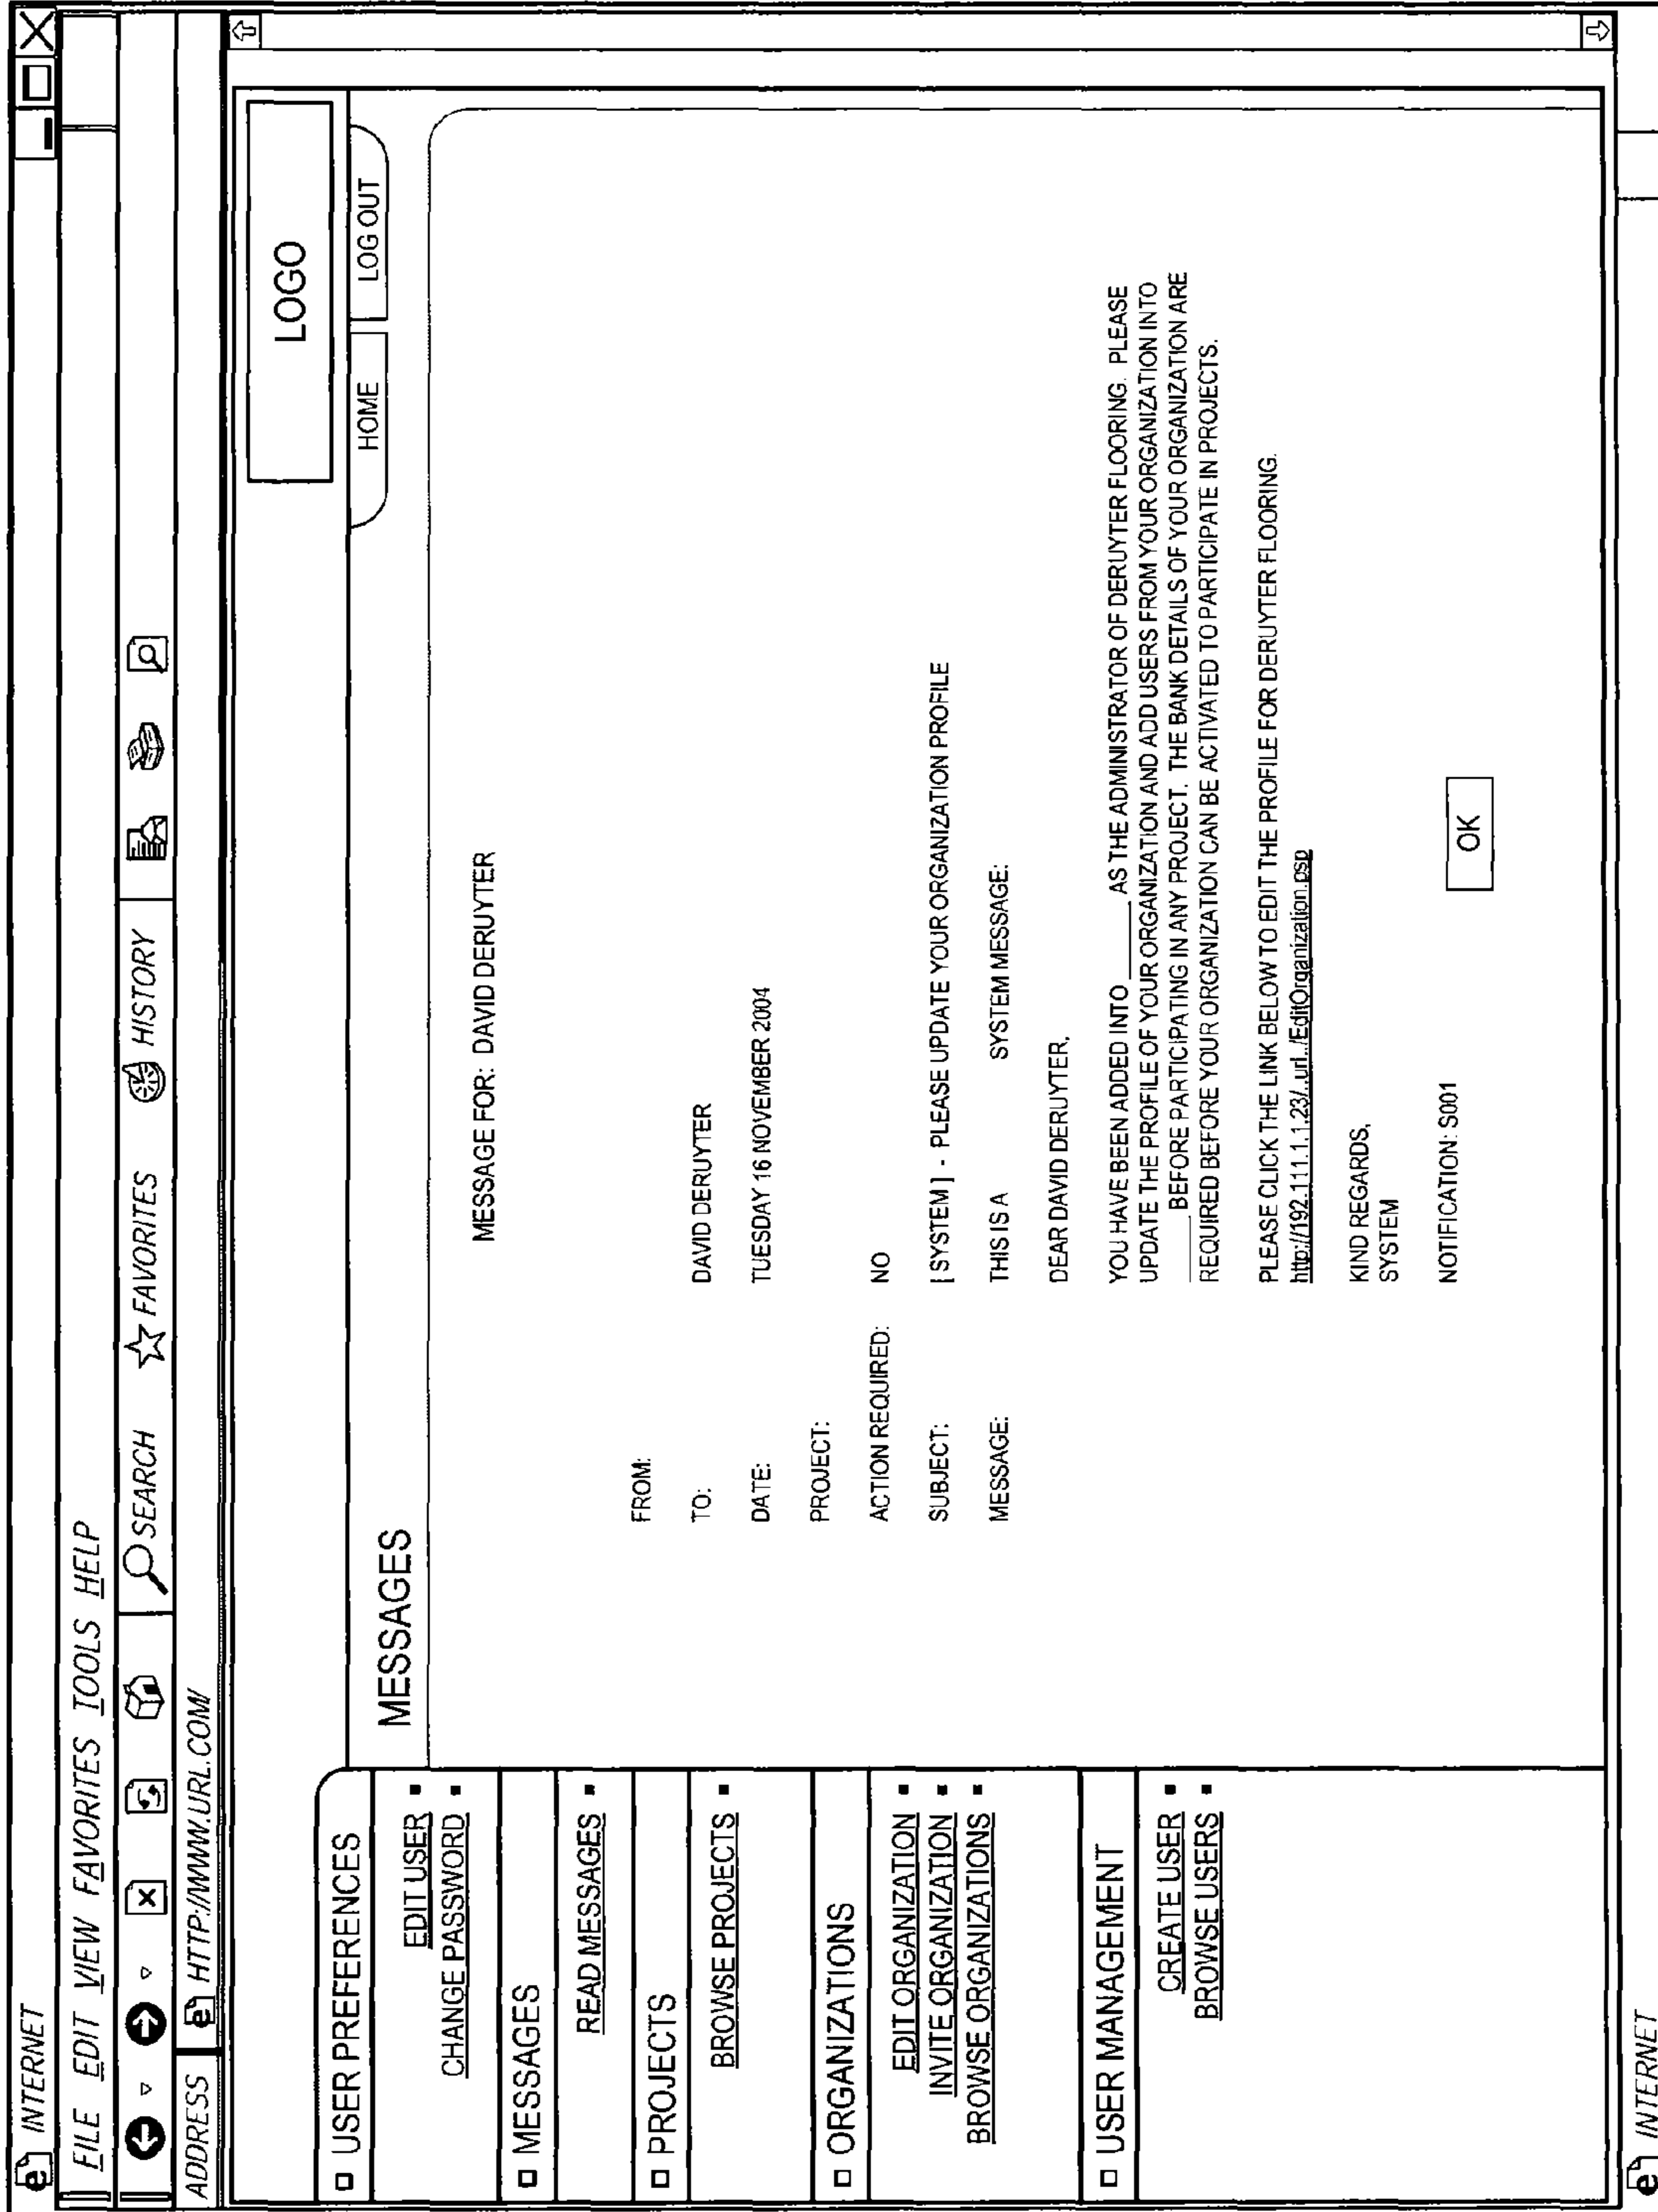 INTERNET
FILE EDIT VIEW FAVORITES TOOLS HELP
SEARCH FAVORITES HISTORY
ADDRESS HTTP://WWW.URL.COM/
LOGO
HOME LOG OUT
USER PREFERENCES
EDIT USER
CHANGE PASSWORD
MESSAGES
READ MESSAGES
PROJECTS
BROWSE PROJECTS
ORGANIZATIONS
EDIT ORGANIZATION
INVITE ORGANIZATION
BROWSE ORGANIZATIONS
USER MANAGEMENT
CREATE USER
BROWSE USERS
MESSAGES
MESSAGE FOR: DAVID DERUYTER
FROM:
TO: DAVID DERUYTER
DATE: TUESDAY 16 NOVEMBER 2004
PROJECT:
ACTION REQUIRED: NO
SUBJECT: [SYSTEM] - PLEASE UPDATE YOUR ORGANIZATION PROFILE
MESSAGE: THIS IS A SYSTEM MESSAGE:
DEAR DAVID DERUYTER,
YOU HAVE BEEN ADDED INTO ____ AS THE ADMINISTRATOR OF DERUYTER FLOORING. PLEASE
UPDATE THE PROFILE OF YOUR ORGANIZATION AND ADD USERS FROM YOUR ORGANIZATION INTO
____ BEFORE PARTICIPATING IN ANY PROJECT. THE BANK DETAILS OF YOUR ORGANIZATION ARE
REQUIRED BEFORE YOUR ORGANIZATION CAN BE ACTIVATED TO PARTICIPATE IN PROJECTS.
PLEASE CLICK THE LINK BELOW TO EDIT THE PROFILE FOR DERUYTER FLOORING.
http://192.111.1.23/..url../EditOrganization.psp
KIND REGARDS,
SYSTEM
NOTIFICATION: S001
OK
INTERNET